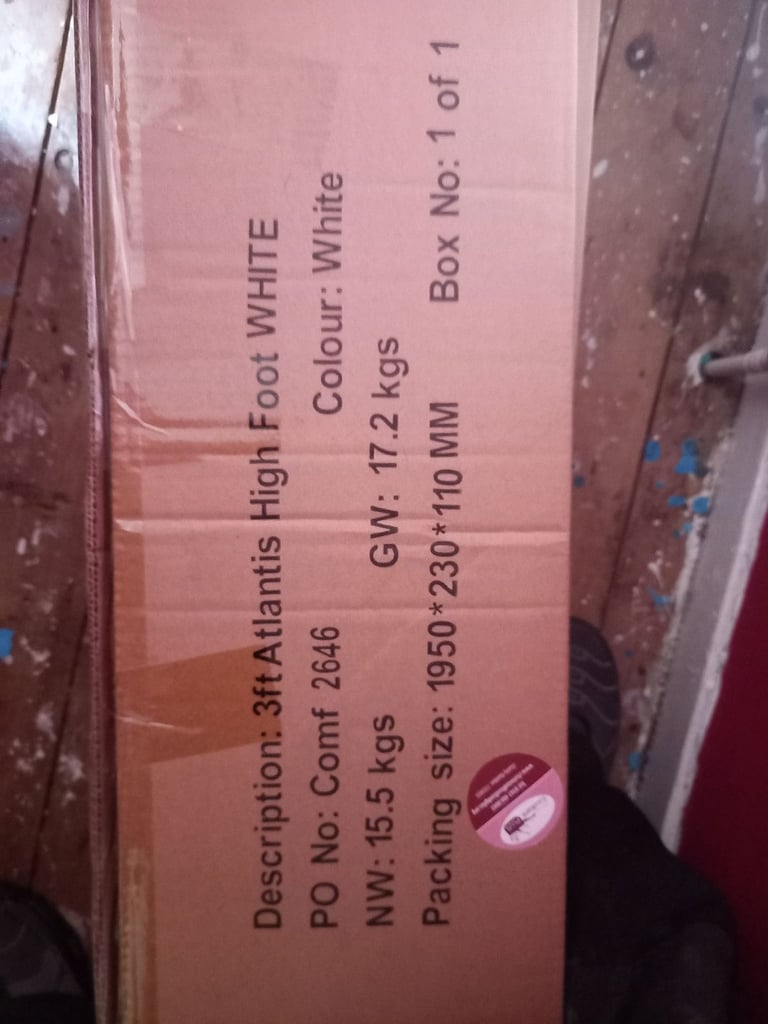 Description: 3ft Atlantis High Foot WHITE
PO No: Comf 2646 Colour: White
NW: 15.5 kgs GW: 17.2 kgs
Packing size: 1950*230*110 MM Box No: 1 of 1